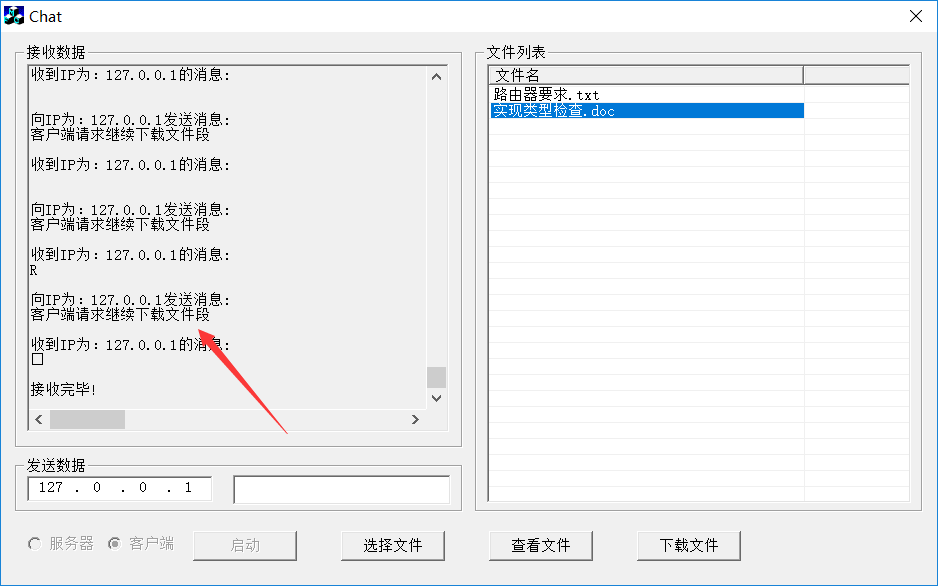 Chat
接收数据
收到IP为：127.0.0.1的消息：
向IP为：127.0.0.1发送消息：
客户端请求继续下载文件段
收到IP为：127.0.0.1的消息：
向IP为：127.0.0.1发送消息：
客户端请求继续下载文件段
收到IP为：127.0.0.1的消息：
R
向IP为：127.0.0.1发送消息：
客户端请求继续下载文件段
收到IP为：127.0.0.1的消息：
□
接收完毕！
文件列表
文件名
路由器要求.txt
实现类型检查.doc
发送数据
127 . 0 . 0 . 1
服务器 客户端 启动 选择文件 查看文件 下载文件